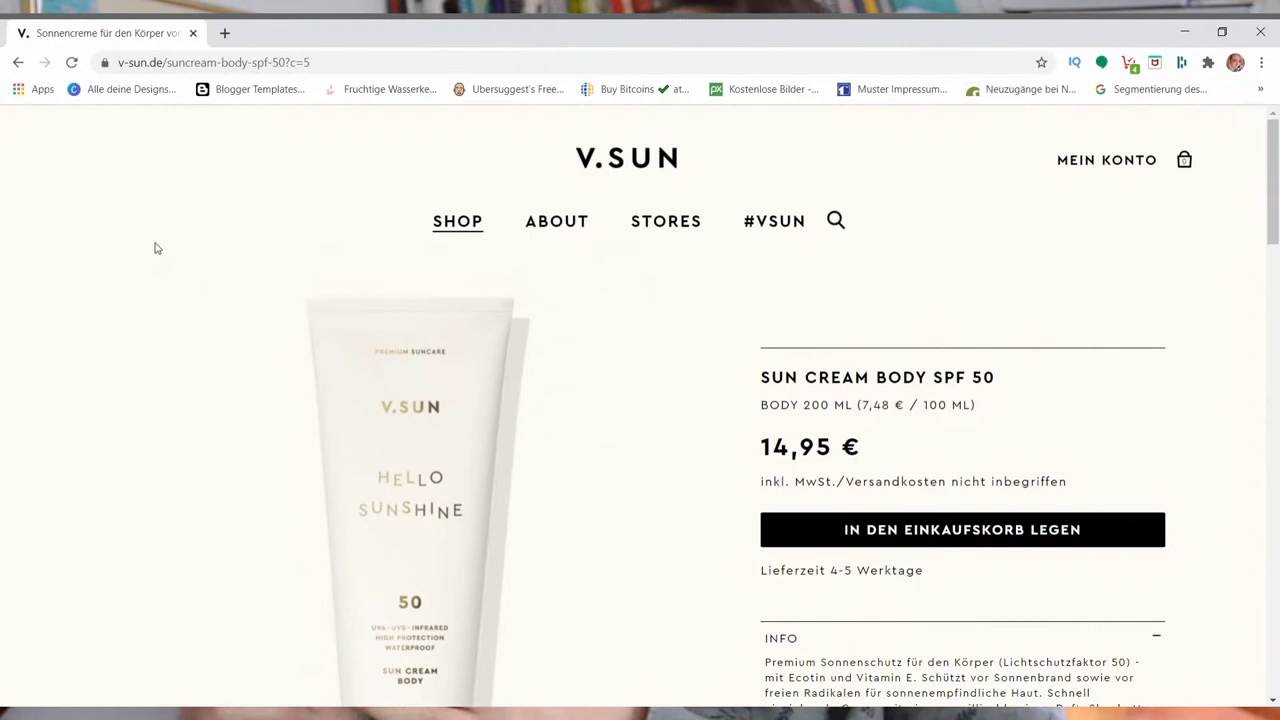 V. Sonnencreme für den Körper vo
v-sun.de/suncream-body-spf-50?c=5
IQ
4
Apps
Alle deine Designs...
Blogger Templates...
Fruchtige Wasserke...
Ubersuggest's Free...
Buy Bitcoins ✔ at...
px Kostenlose Bilder -...
Muster Impressum...
Neuzugänge bei N...
Segmentierung des...
»
V.SUN
MEIN KONTO
0
SHOP
ABOUT
STORES
#VSUN
PREMIUM SUNCARE
V.SUN
HELLO
SUNSHINE
50
UVA-UVB-INFRARED
HIGH PROTECTION
WATERPROOF
SUN CREAM
BODY
SUN CREAM BODY SPF 50
BODY 200 ML (7,48 € / 100 ML)
14,95 €
inkl. MwSt./Versandkosten nicht inbegriffen
IN DEN EINKAUFSKORB LEGEN
Lieferzeit 4-5 Werktage
INFO
Premium Sonnenschutz für den Körper (Lichtschutzfaktor 50) -
mit Ecotin und Vitamin E. Schützt vor Sonnenbrand sowie vor
freien Radikalen für sonnenempfindliche Haut. Schnell